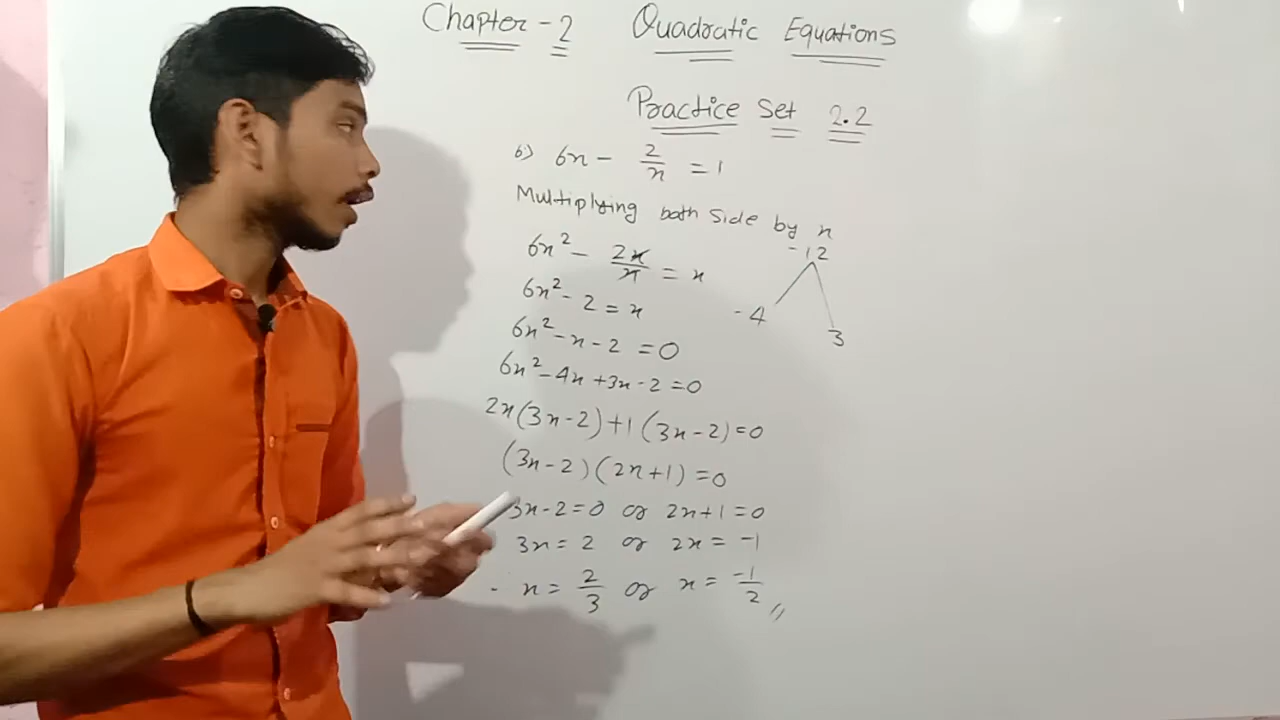 Chapter-2 Quadratic Equations
Practice Set 2.2
6) 6x - 2/x = 1
Multiplying both side by x
6x² - 2x/x = x
-12
6x² - 2 = x
-4 3
6x² - x - 2 = 0
6x² - 4x + 3x - 2 = 0
2x(3x-2)+1(3x-2)=0
(3x-2)(2x+1)=0
3x-2=0 or 2x+1=0
3x = 2 or 2x = -1
x = 2/3 or x = -1/2 //